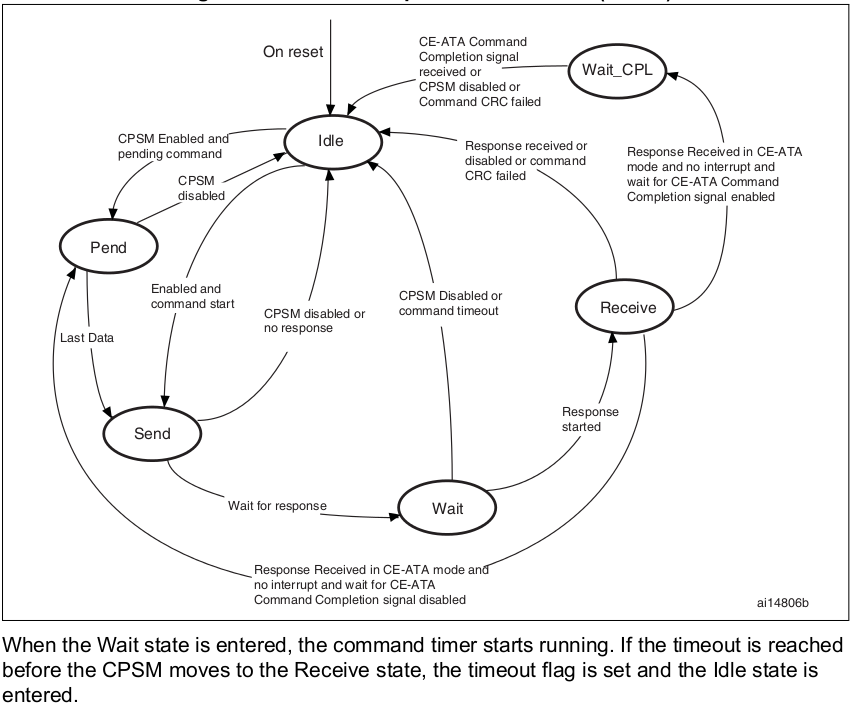 On reset
CE-ATA Command
Completion signal
received or
CPSM disabled or
Command CRC failed
Wait_CPL
Idle
CPSM Enabled and
pending command
CPSM
disabled
Response received or
disabled or command
CRC failed
Response Received in CE-ATA
mode and no interrupt and
wait for CE-ATA Command
Completion signal enabled
Pend
Enabled and
command start
CPSM disabled or
no response
CPSM Disabled or
command timeout
Receive
Last Data
Send
Response
started
Wait for response
Wait
Response Received in CE-ATA mode and
no interrupt and wait for CE-ATA
Command Completion signal disabled
ai14806b
When the Wait state is entered, the command timer starts running. If the timeout is reached
before the CPSM moves to the Receive state, the timeout flag is set and the Idle state is
entered.